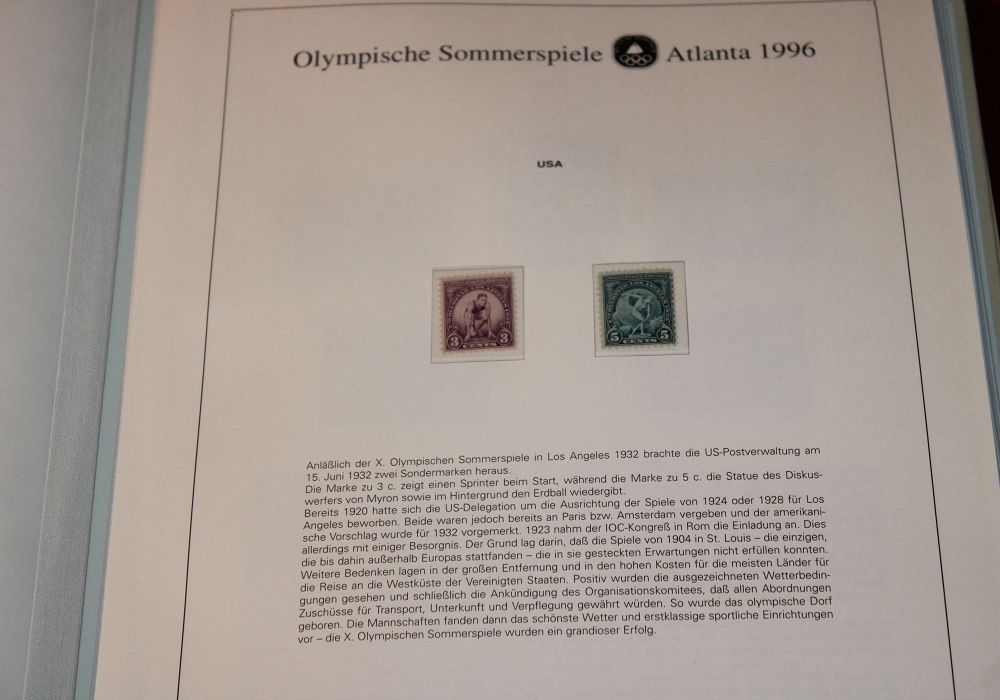 Olympische Sommerspiele Atlanta 1996
USA
3 CENTS 3
5 CENTS 5
Anläßlich der X. Olympischen Sommerspiele in Los Angeles 1932 brachte die US-Postverwaltung am
15. Juni 1932 zwei Sondermarken heraus.
Die Marke zu 3 c. zeigt einen Sprinter beim Start, während die Marke zu 5 c. die Statue des Diskus-
werfers von Myron sowie im Hintergrund den Erdball wiedergibt.
Bereits 1920 hatte sich die US-Delegation um die Ausrichtung der Spiele von 1924 oder 1928 für Los
Angeles beworben. Beide waren jedoch bereits an Paris bzw. Amsterdam vergeben und der amerikani-
sche Vorschlag wurde für 1932 vorgemerkt. 1923 nahm der IOC-Kongreß in Rom die Einladung an. Dies
allerdings mit einiger Besorgnis. Der Grund lag darin, daß die Spiele von 1904 in St. Louis – die einzigen,
die bis dahin außerhalb Europas stattfanden – die in sie gesteckten Erwartungen nicht erfüllen konnten.
Weitere Bedenken lagen in der großen Entfernung und in den hohen Kosten für die meisten Länder für
die Reise an die Westküste der Vereinigten Staaten. Positiv wurden die ausgezeichneten Wetterbedin-
gungen gesehen und schließlich die Ankündigung des Organisationskomitees, daß allen Abordnungen
Zuschüsse für Transport, Unterkunft und Verpflegung gewährt würden. So wurde das olympische Dorf
geboren. Die Mannschaften fanden dann das schönste Wetter und erstklassige sportliche Einrichtungen
vor – die X. Olympischen Sommerspiele wurden ein grandioser Erfolg.